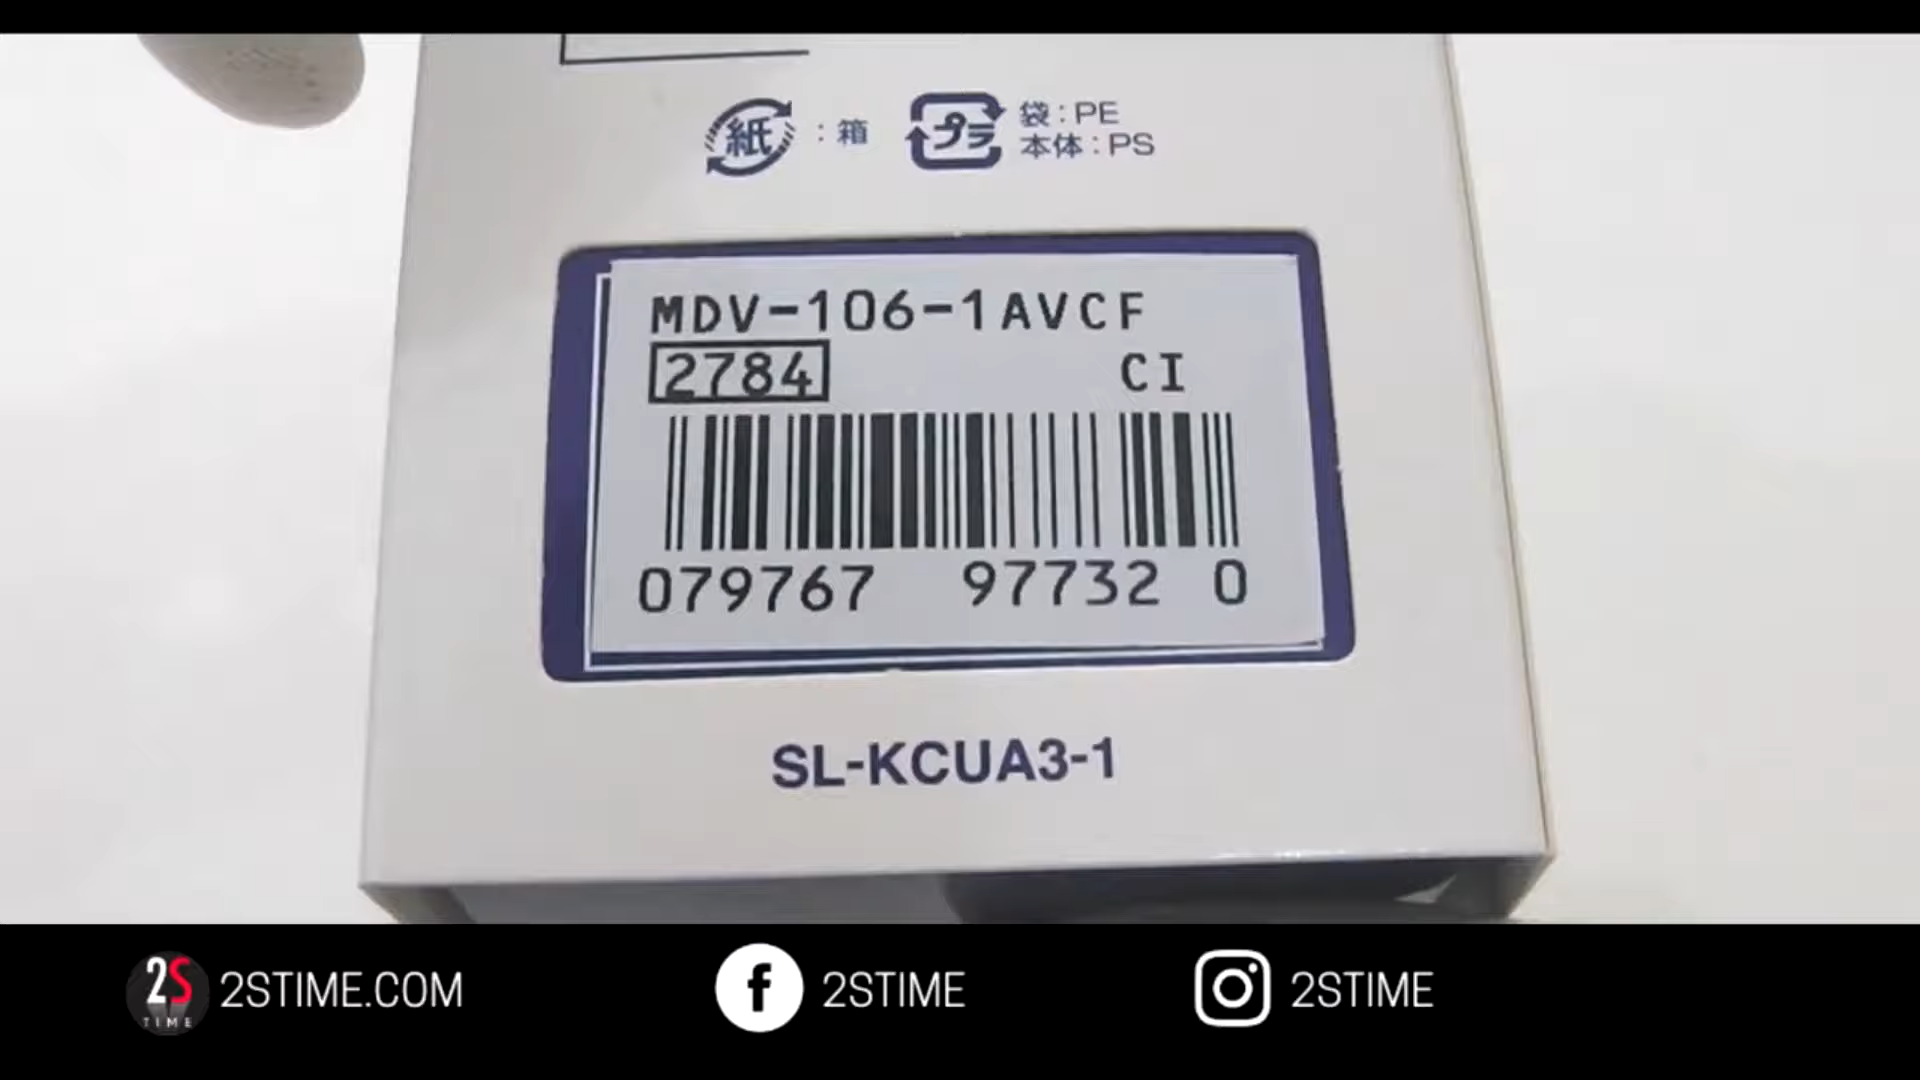 紙 : 箱
プラ 袋 : PE
本体 : PS
MDV-106-1AVCF
2784 CI
079767 97732 0
SL-KCUA3-1
2S TIME 2STIME.COM
f 2STIME
2STIME